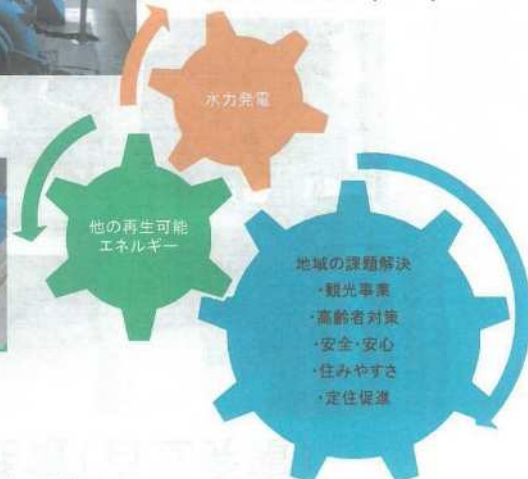 水力発電
他の再生可能
エネルギー
地域の課題解決
・観光事業
・高齢者対策
・安全・安心
・住みやすさ
・定住促進